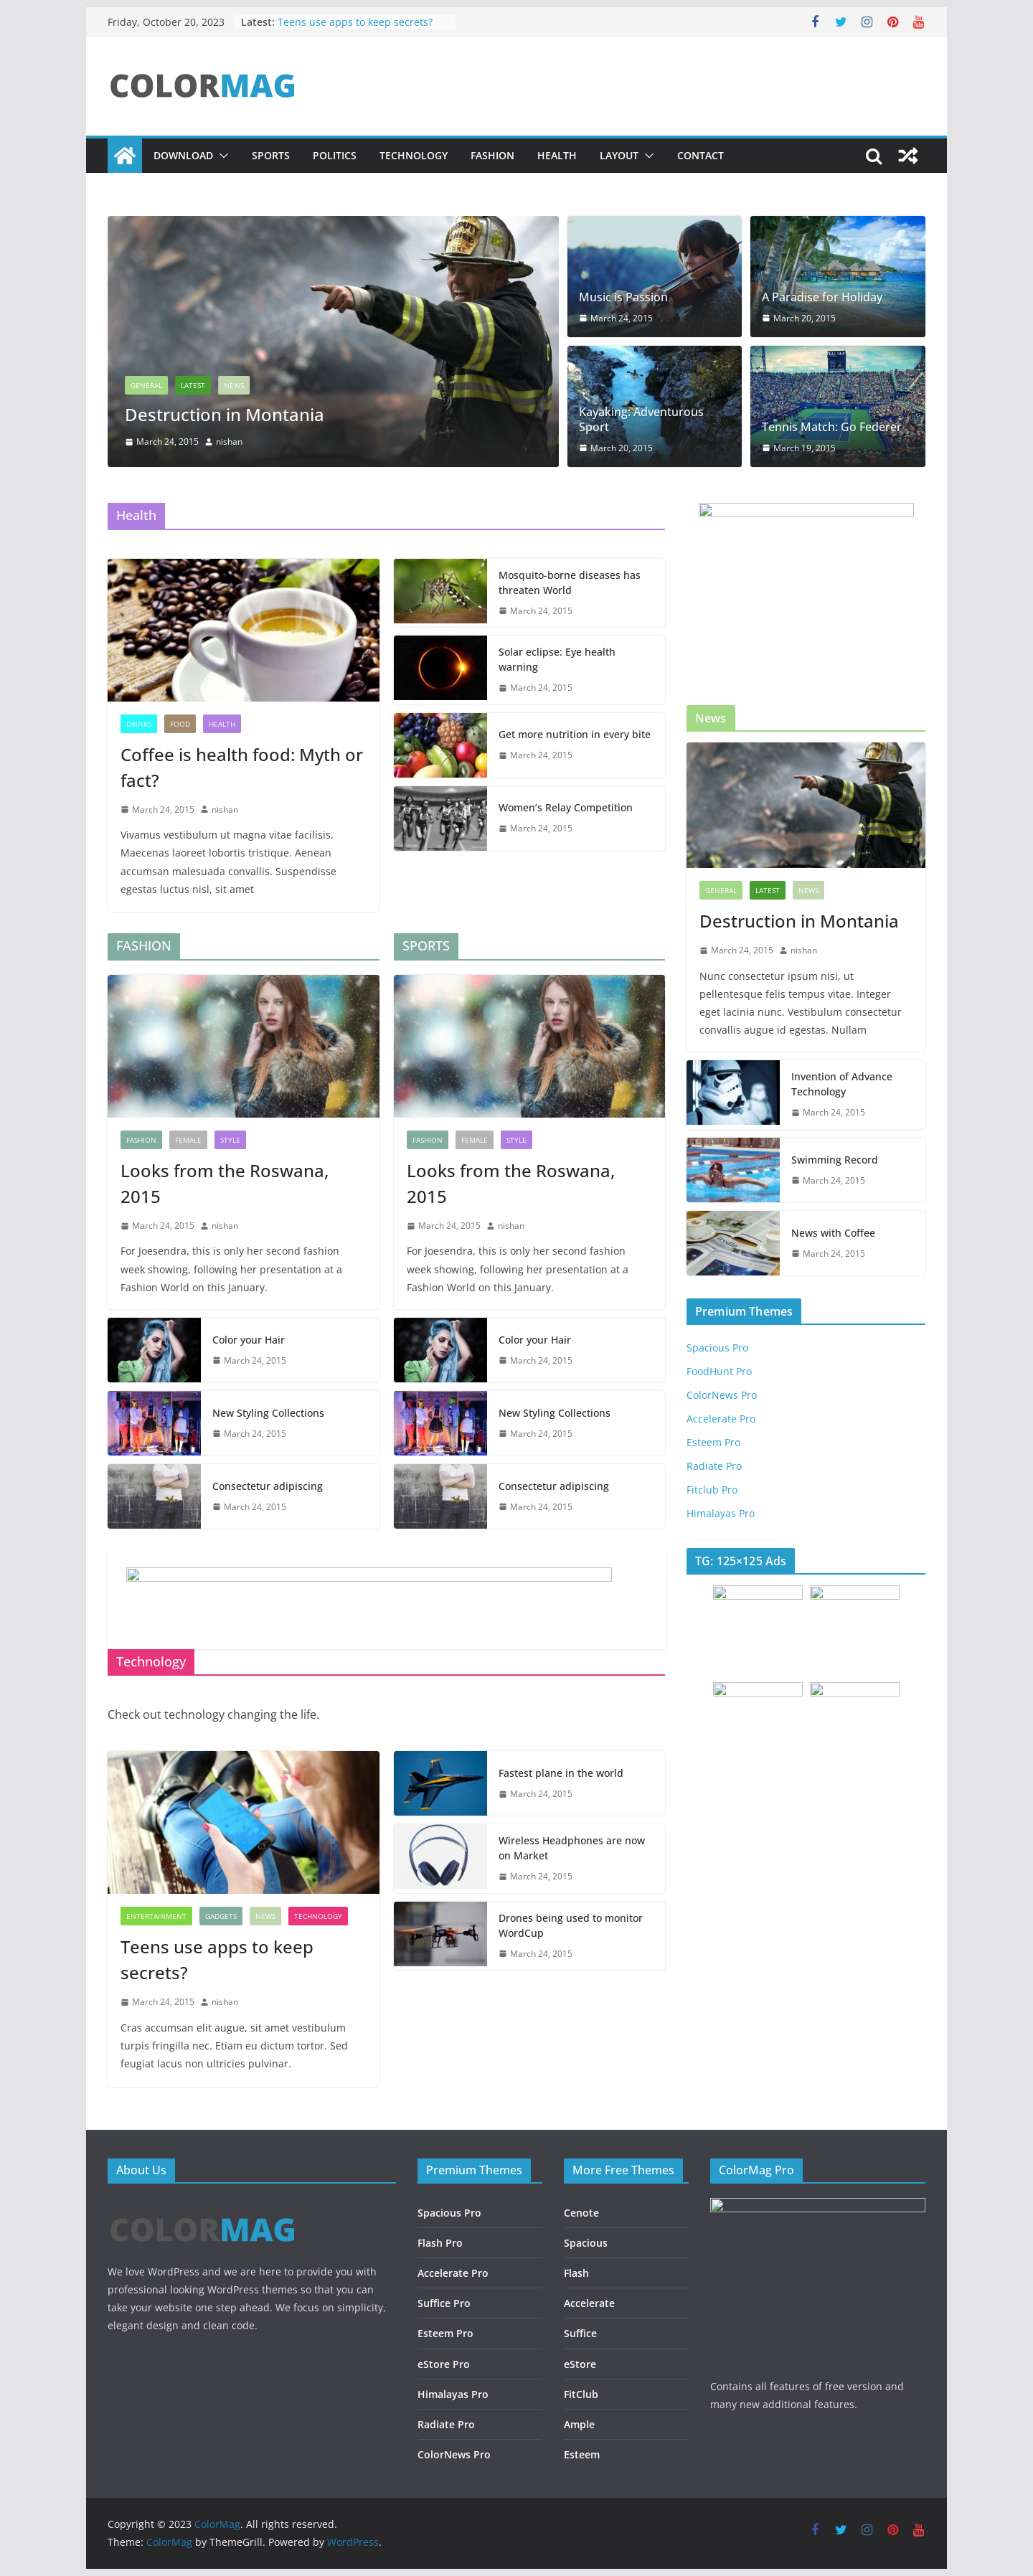 Friday, October 20, 2023
Latest: Teens use apps to keep secrets?
COLORMAG
DOWNLOAD
SPORTS
POLITICS
TECHNOLOGY
FASHION
HEALTH
LAYOUT
CONTACT
GENERAL
LATEST
NEWS
Destruction in Montania
March 24, 2015
nishan
Music is Passion
March 24, 2015
A Paradise for Holiday
March 20, 2015
Kayaking: Adventurous
Sport
March 20, 2015
Tennis Match: Go Federer
March 19, 2015
Health
DRINKS
FOOD
HEALTH
Coffee is health food: Myth or
fact?
March 24, 2015
nishan
Vivamus vestibulum ut magna vitae facilisis.
Maecenas laoreet lobortis tristique. Aenean
accumsan malesuada convallis. Suspendisse
egestas luctus nisl, sit amet
Mosquito-borne diseases has
threaten World
March 24, 2015
Solar eclipse: Eye health
warning
March 24, 2015
Get more nutrition in every bite
March 24, 2015
Women’s Relay Competition
March 24, 2015
FASHION
FASHION
FEMALE
STYLE
Looks from the Roswana,
2015
March 24, 2015
nishan
For Joesendra, this is only her second fashion
week showing, following her presentation at a
Fashion World on this January.
Color your Hair
March 24, 2015
New Styling Collections
March 24, 2015
Consectetur adipiscing
March 24, 2015
SPORTS
FASHION
FEMALE
STYLE
Looks from the Roswana,
2015
March 24, 2015
nishan
For Joesendra, this is only her second fashion
week showing, following her presentation at a
Fashion World on this January.
Color your Hair
March 24, 2015
New Styling Collections
March 24, 2015
Consectetur adipiscing
March 24, 2015
Technology
Check out technology changing the life.
ENTERTAINMENT
GADGETS
NEWS
TECHNOLOGY
Teens use apps to keep
secrets?
March 24, 2015
nishan
Cras accumsan elit augue, sit amet vestibulum
turpis fringilla nec. Etiam eu dictum tortor. Sed
feugiat lacus non ultricies pulvinar.
Fastest plane in the world
March 24, 2015
Wireless Headphones are now
on Market
March 24, 2015
Drones being used to monitor
WordCup
March 24, 2015
News
GENERAL
LATEST
NEWS
Destruction in Montania
March 24, 2015
nishan
Nunc consectetur ipsum nisi, ut
pellentesque felis tempus vitae. Integer
eget lacinia nunc. Vestibulum consectetur
convallis augue id egestas. Nullam
Invention of Advance
Technology
March 24, 2015
Swimming Record
March 24, 2015
News with Coffee
March 24, 2015
Premium Themes
Spacious Pro
FoodHunt Pro
ColorNews Pro
Accelerate Pro
Esteem Pro
Radiate Pro
Fitclub Pro
Himalayas Pro
TG: 125×125 Ads
About Us
COLORMAG
We love WordPress and we are here to provide you with
professional looking WordPress themes so that you can
take your website one step ahead. We focus on simplicity,
elegant design and clean code.
Premium Themes
Spacious Pro
Flash Pro
Accelerate Pro
Suffice Pro
Esteem Pro
eStore Pro
Himalayas Pro
Radiate Pro
ColorNews Pro
More Free Themes
Cenote
Spacious
Flash
Accelerate
Suffice
eStore
FitClub
Ample
Esteem
ColorMag Pro
Contains all features of free version and
many new additional features.
Copyright © 2023 ColorMag. All rights reserved.
Theme: ColorMag by ThemeGrill. Powered by WordPress.